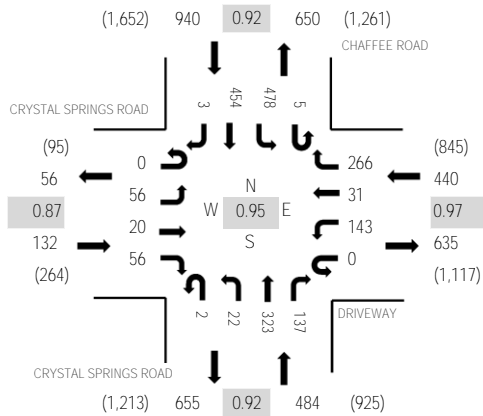 (1,652) 940 0.92 650 (1,261)
CHAFFEE ROAD
3 454 478 5
CRYSTAL SPRINGS ROAD
(95) (845)
56 0 266 440
0.87 56 N 31 0.97
W 0.95 E
132 20 S 143 635
(264) 56 0 (1,117)
2 22 323 137
DRIVEWAY
CRYSTAL SPRINGS ROAD
(1,213) 655 0.92 484 (925)